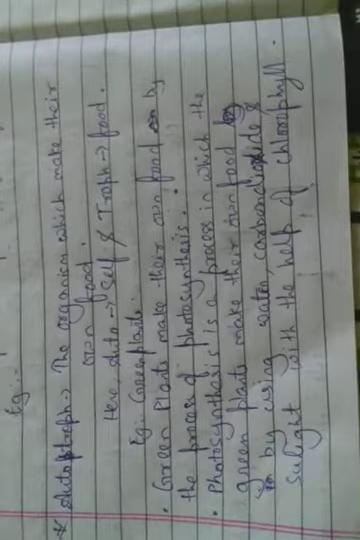 Eg:-
* Autotroph → The organism which make their
own food.
Here, Auto → Self & Troph → food.
Eg: Green plants.
• Green Plants make their own food by
the process of photosynthesis.
• Photosynthesis is a process in which the
green plants make their own food
by using water, carbondioxide &
sulight with the help of chlorophyll.